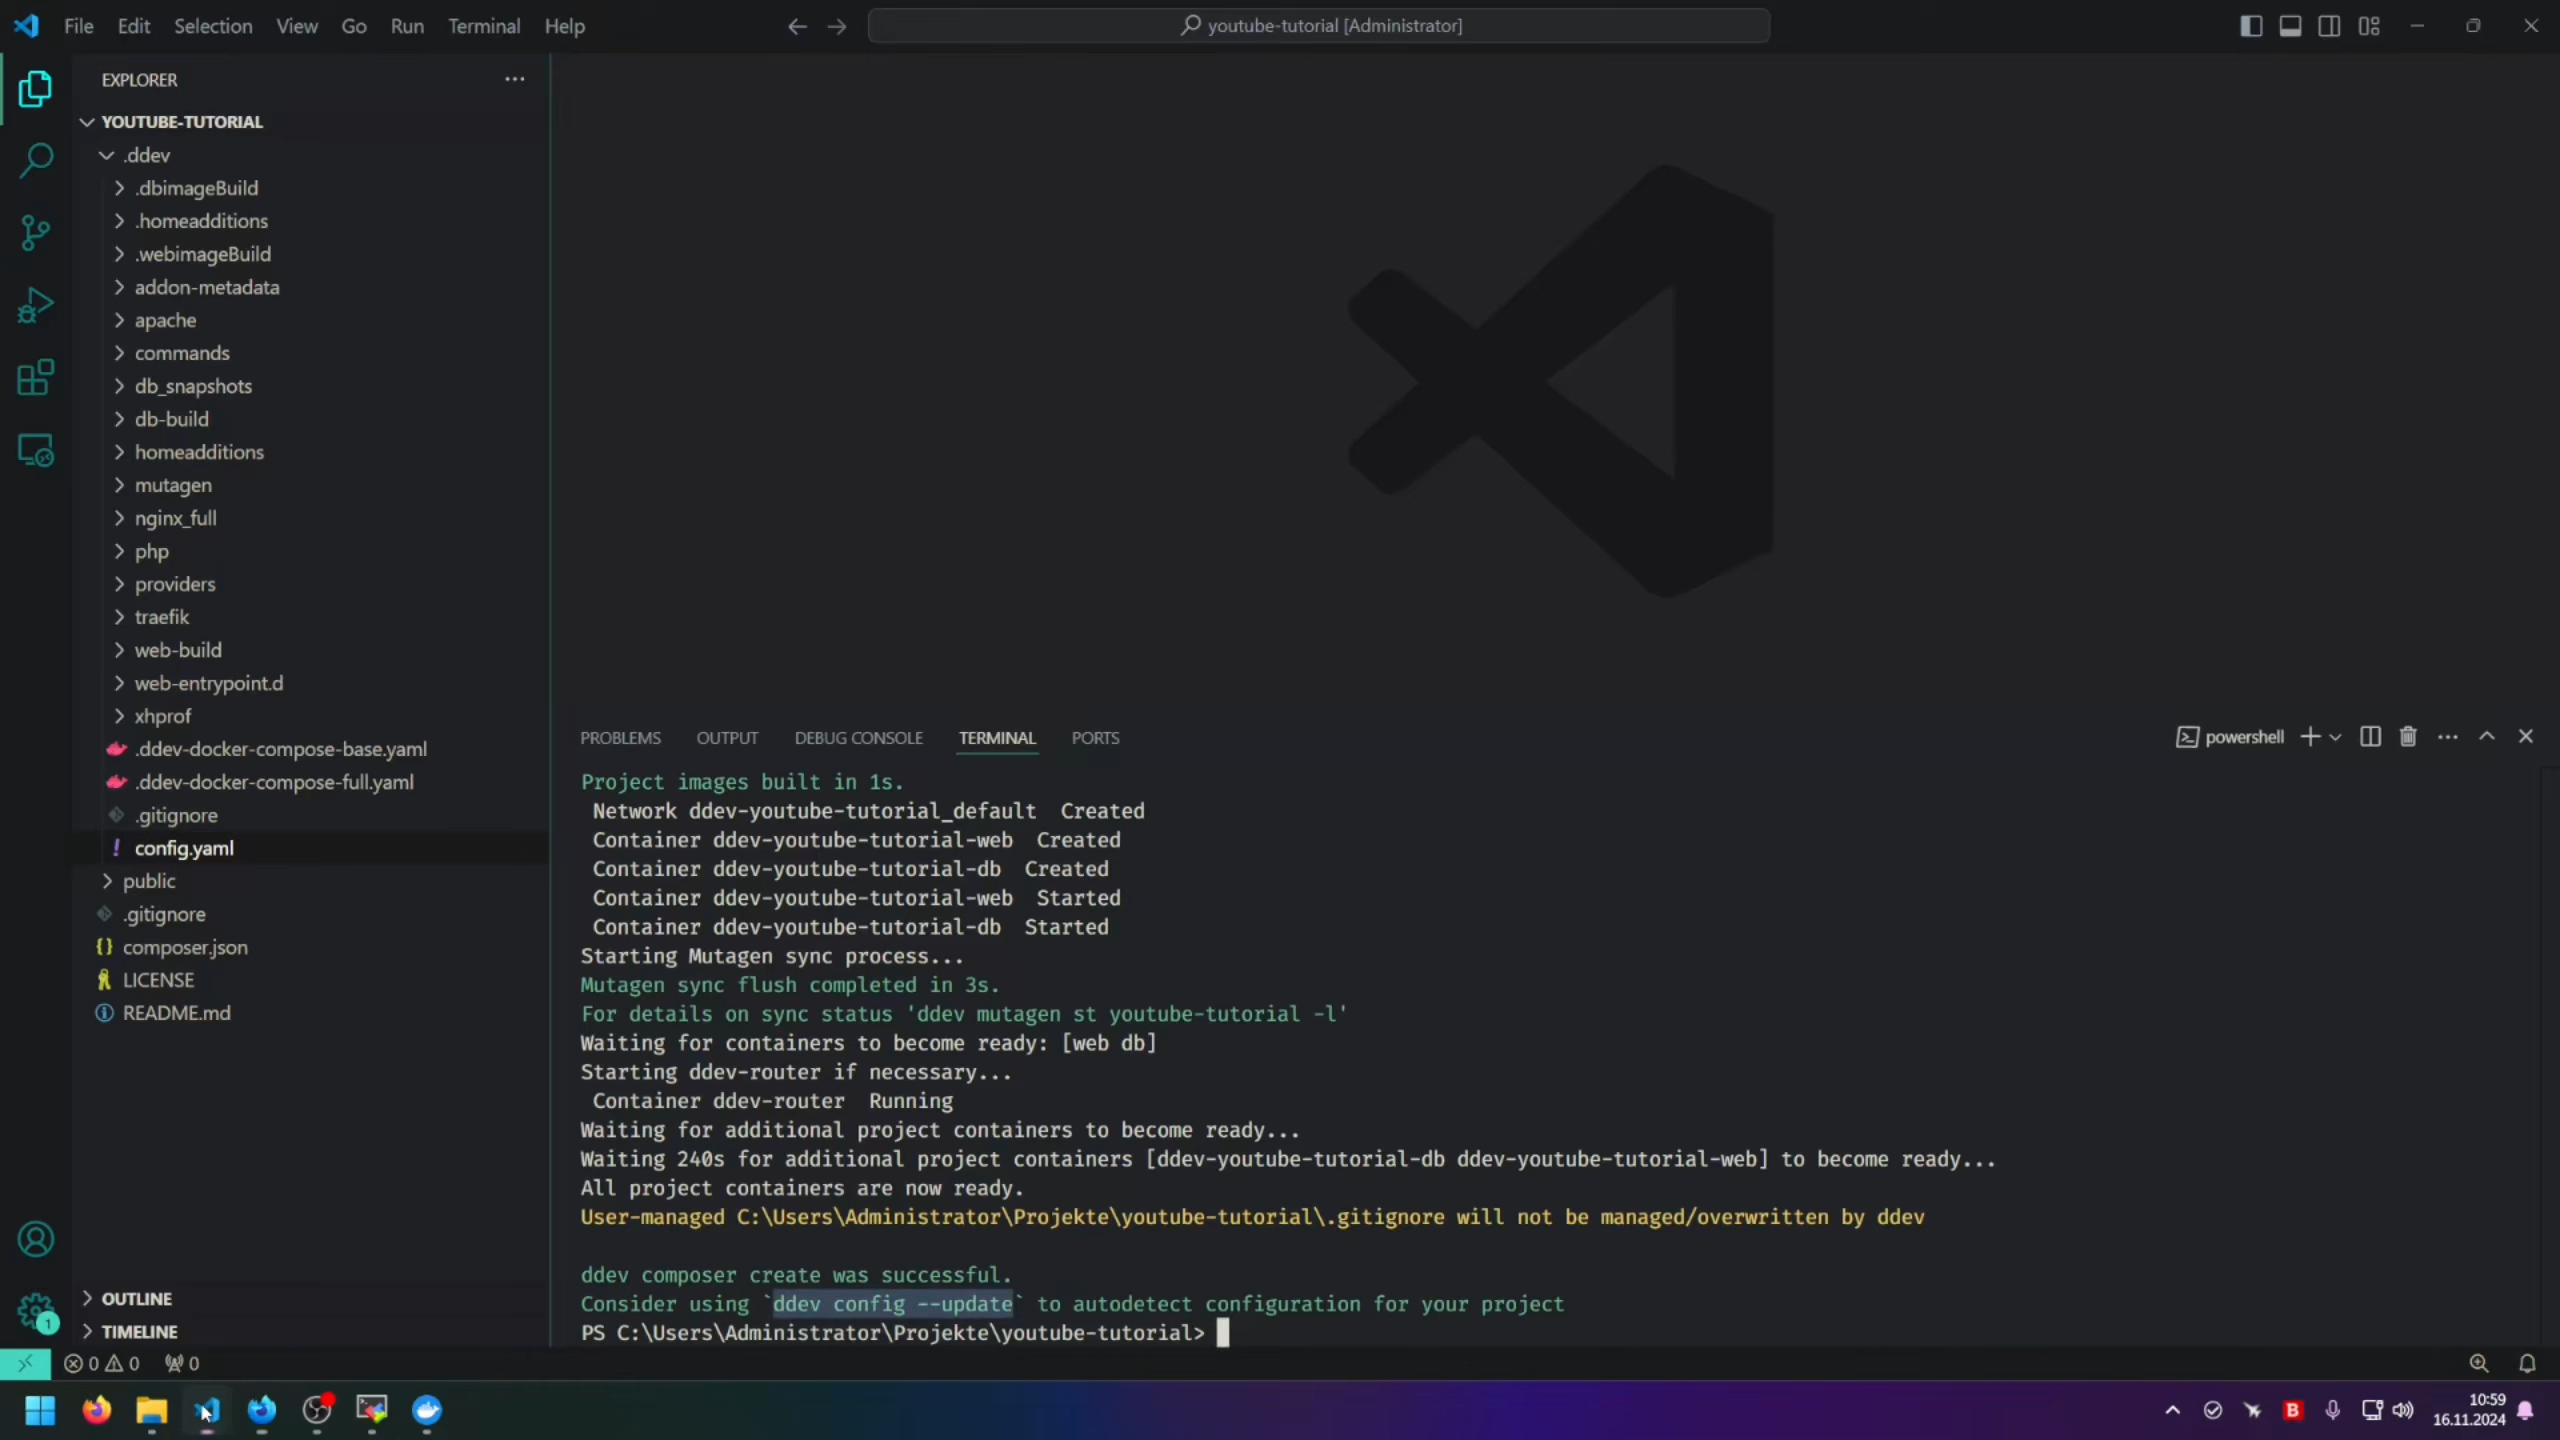 File Edit Selection View Go Run Terminal Help
youtube-tutorial [Administrator]
EXPLORER
YOUTUBE-TUTORIAL
.ddev
.dbimageBuild
.homeadditions
.webimageBuild
addon-metadata
apache
commands
db_snapshots
db-build
homeadditions
mutagen
nginx_full
php
providers
traefik
web-build
web-entrypoint.d
xhprof
.ddev-docker-compose-base.yaml
.ddev-docker-compose-full.yaml
.gitignore
! config.yaml
public
.gitignore
{} composer.json
LICENSE
README.md
OUTLINE
TIMELINE
PROBLEMS OUTPUT DEBUG CONSOLE TERMINAL PORTS
powershell
Project images built in 1s.
Network ddev-youtube-tutorial_default Created
Container ddev-youtube-tutorial-web Created
Container ddev-youtube-tutorial-db Created
Container ddev-youtube-tutorial-web Started
Container ddev-youtube-tutorial-db Started
Starting Mutagen sync process...
Mutagen sync flush completed in 3s.
For details on sync status 'ddev mutagen st youtube-tutorial -l'
Waiting for containers to become ready: [web db]
Starting ddev-router if necessary...
Container ddev-router Running
Waiting for additional project containers to become ready...
Waiting 240s for additional project containers [ddev-youtube-tutorial-db ddev-youtube-tutorial-web] to become ready...
All project containers are now ready.
User-managed C:\Users\Administrator\Projekte\youtube-tutorial\.gitignore will not be managed/overwritten by ddev
ddev composer create was successful.
Consider using `ddev config --update` to autodetect configuration for your project
PS C:\Users\Administrator\Projekte\youtube-tutorial>
1
0 0 0
B
10:59
16.11.2024